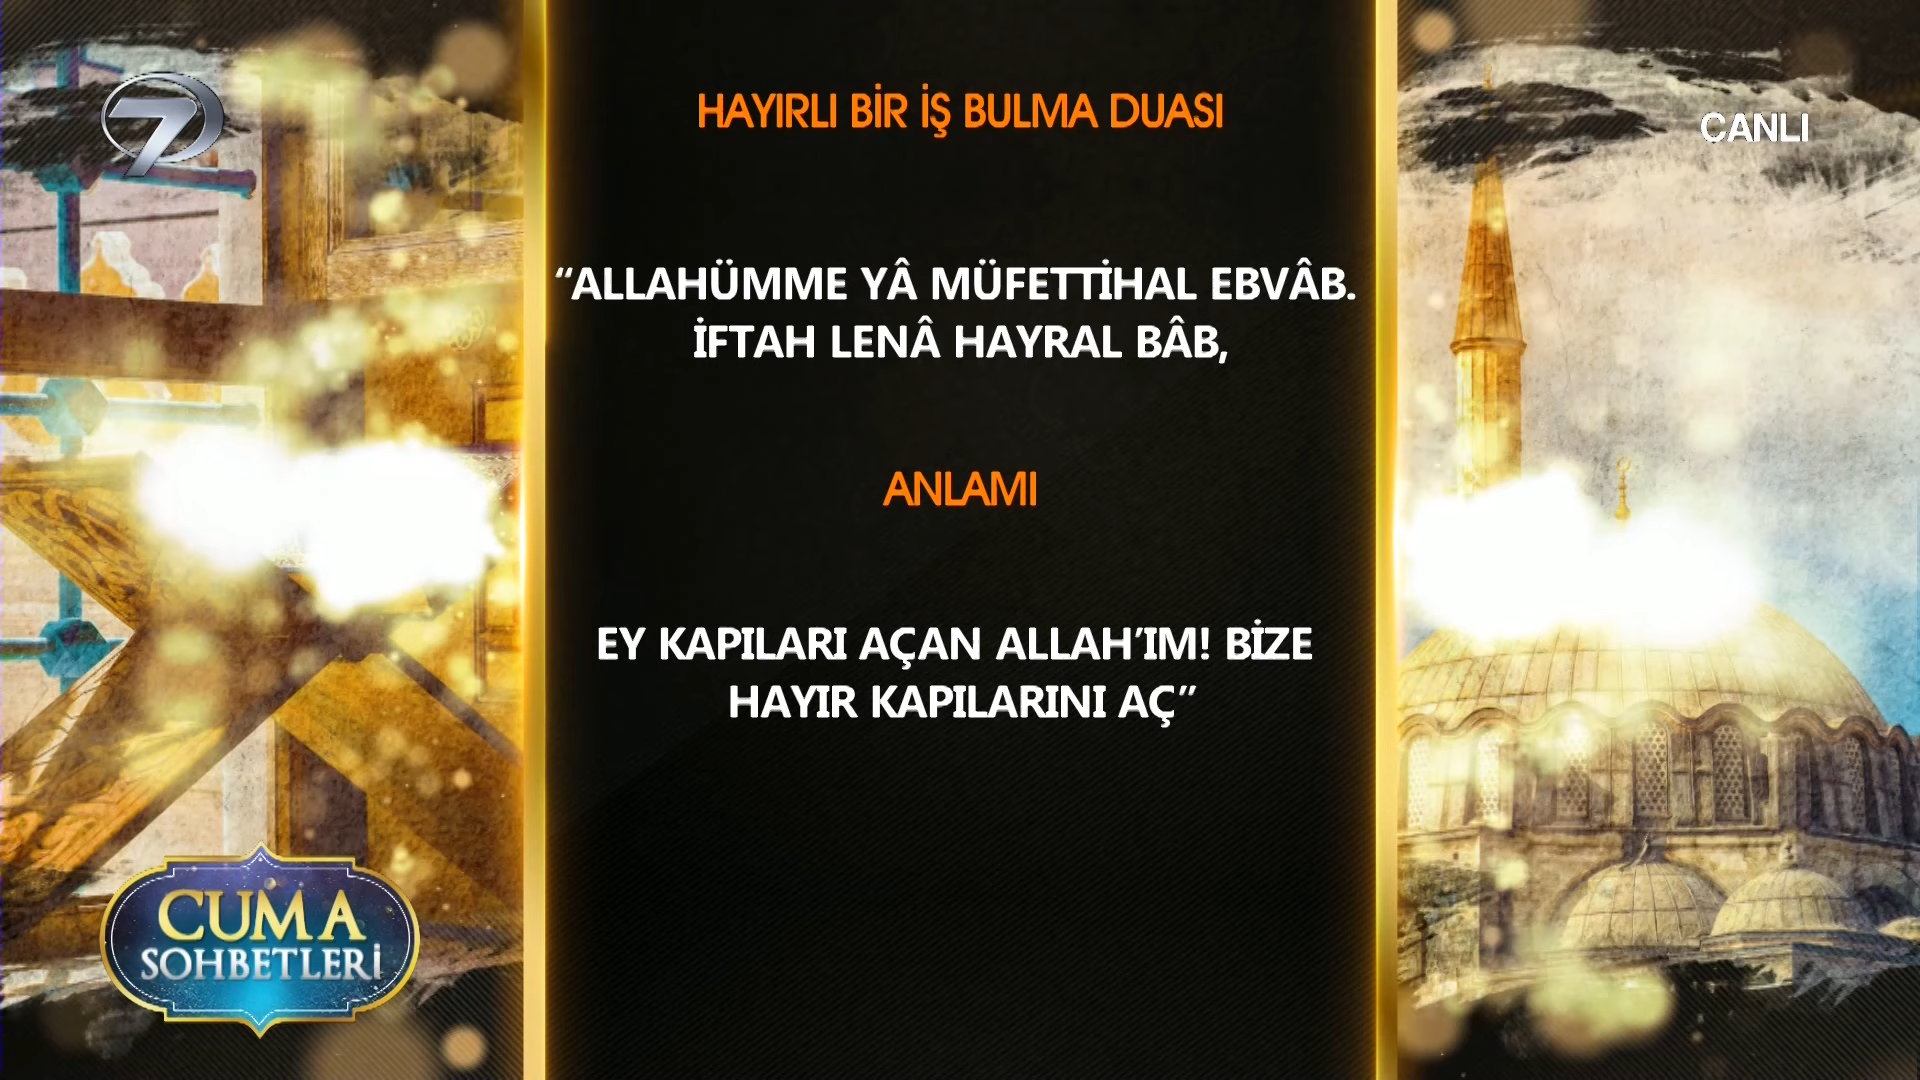 7
CANLI
HAYIRLI BİR İŞ BULMA DUASI
“ALLAHÜMME YÂ MÜFETTİHAL EBVÂB.
İFTAH LENÂ HAYRAL BÂB,
ANLAMI
EY KAPILARI AÇAN ALLAH’IM! BİZE
HAYIR KAPILARINI AÇ”
CUMA
SOHBETLERİ